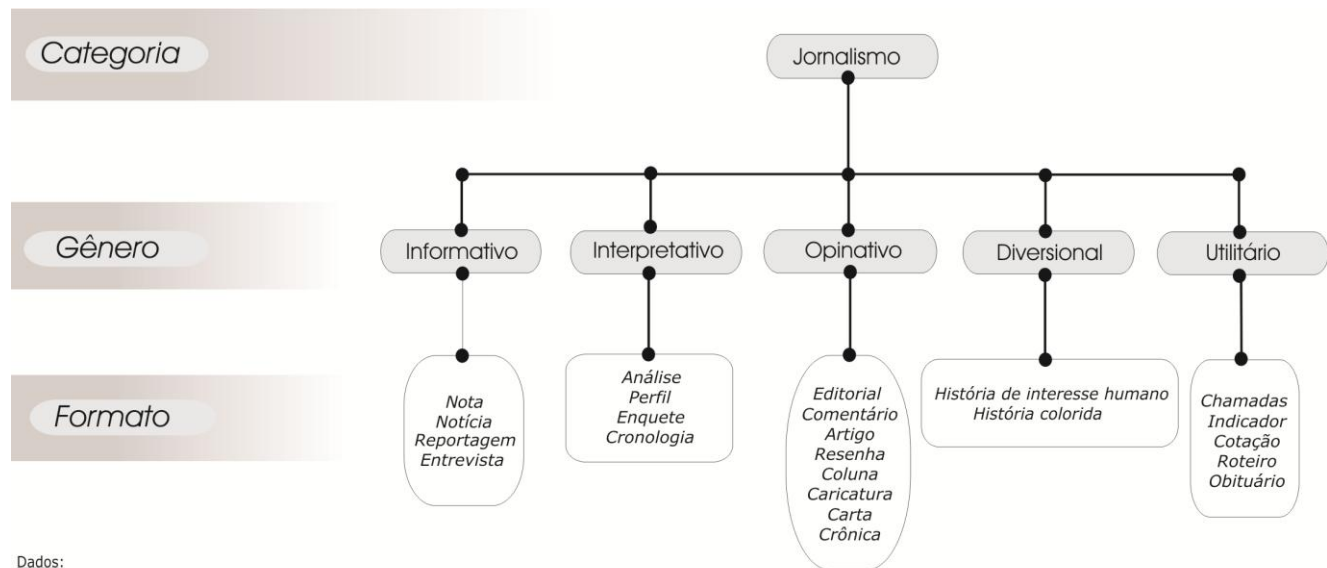 Categoria
Jornalismo
Gênero
Informativo
Interpretativo
Opinativo
Diversional
Utilitário
Formato
Nota
Notícia
Reportagem
Entrevista
Análise
Perfil
Enquete
Cronologia
Editorial
Comentário
Artigo
Resenha
Coluna
Caricatura
Carta
Crônica
História de interesse humano
História colorida
Chamadas
Indicador
Cotação
Roteiro
Obituário
Dados: